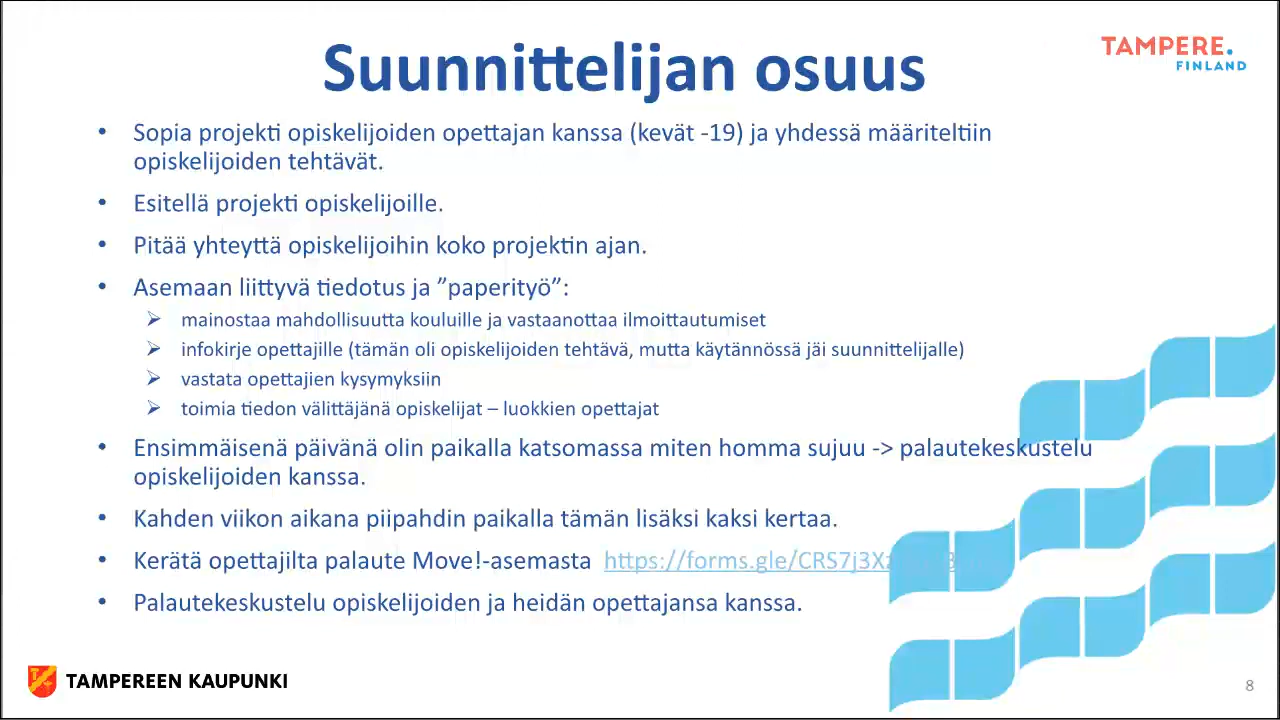 Suunnittelijan osuus
TAMPERE.
FINLAND
• Sopia projekti opiskelijoiden opettajan kanssa (kevät -19) ja yhdessä määriteltiin
opiskelijoiden tehtävät.
• Esitellä projekti opiskelijoille.
• Pitää yhteyttä opiskelijoihin koko projektin ajan.
• Asemaan liittyvä tiedotus ja ”paperityö”:
➢ mainostaa mahdollisuutta kouluille ja vastaanottaa ilmoittautumiset
➢ infokirje opettajille (tämän oli opiskelijoiden tehtävä, mutta käytännössä jäi suunnittelijalle)
➢ vastata opettajien kysymyksiin
➢ toimia tiedon välittäjänä opiskelijat – luokkien opettajat
• Ensimmäisenä päivänä olin paikalla katsomassa miten homma sujuu -> palautekeskustelu
opiskelijoiden kanssa.
• Kahden viikon aikana piipahdin paikalla tämän lisäksi kaksi kertaa.
• Kerätä opettajilta palaute Move!-asemasta
• Palautekeskustelu opiskelijoiden ja heidän opettajansa kanssa.
TAMPEREEN KAUPUNKI
8